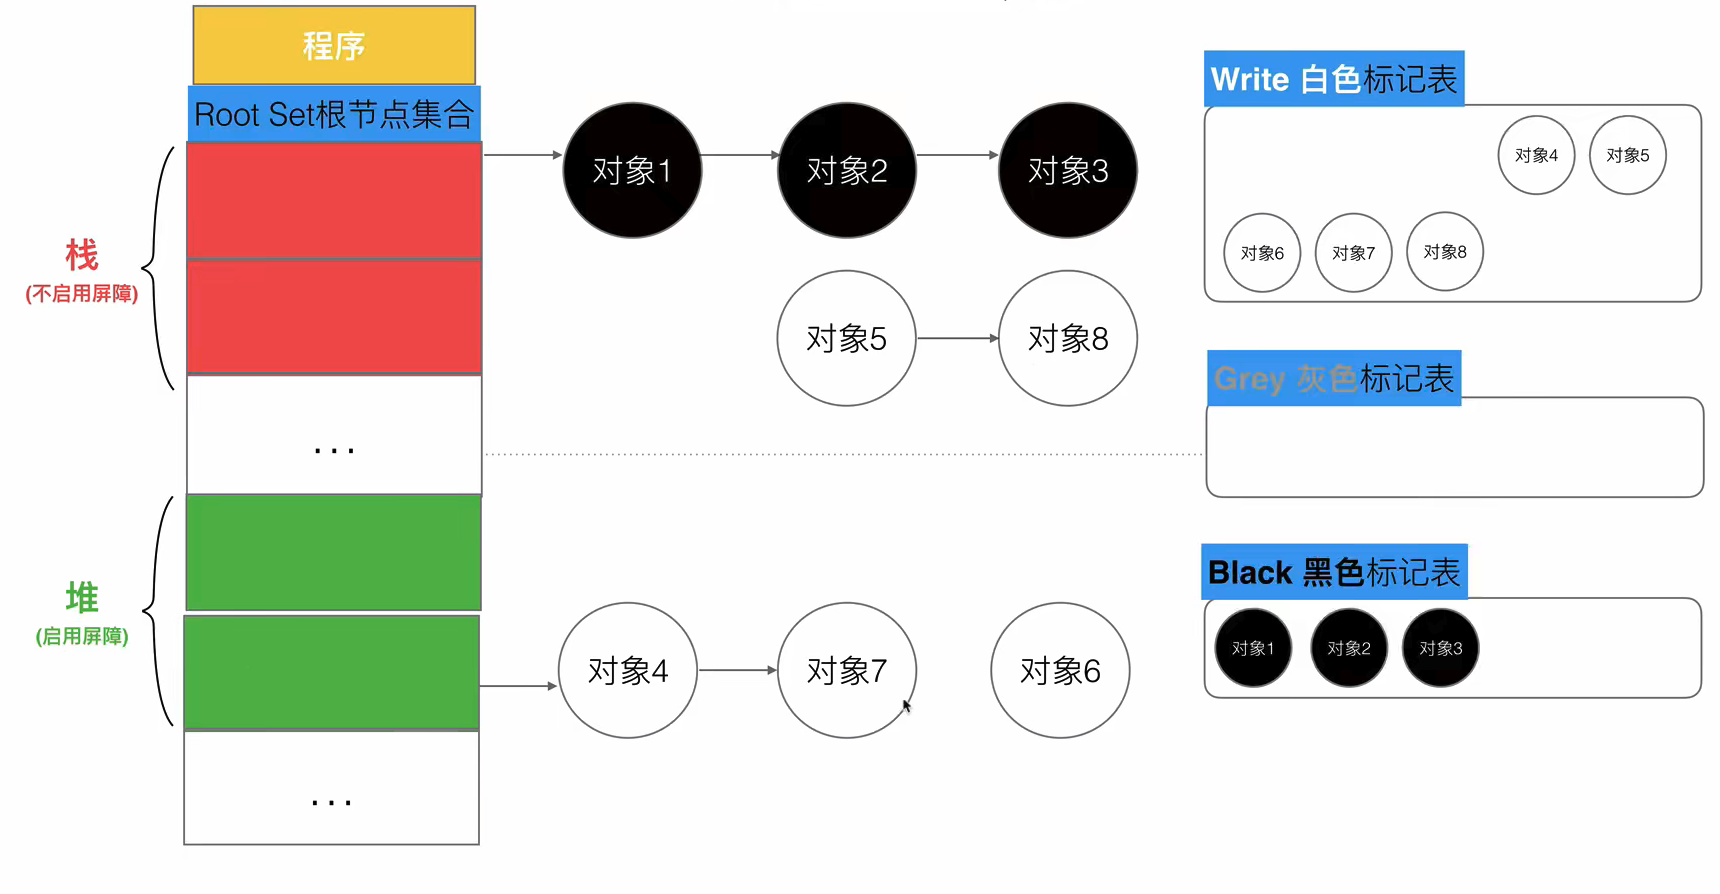 程序
Root Set根节点集合
栈
(不启用屏障)
...
堆
(启用屏障)
...
对象1
对象2
对象3
对象5
对象8
对象4
对象7
对象6
Write 白色标记表
对象4
对象5
对象6
对象7
对象8
Grey 灰色标记表
Black 黑色标记表
对象1
对象2
对象3